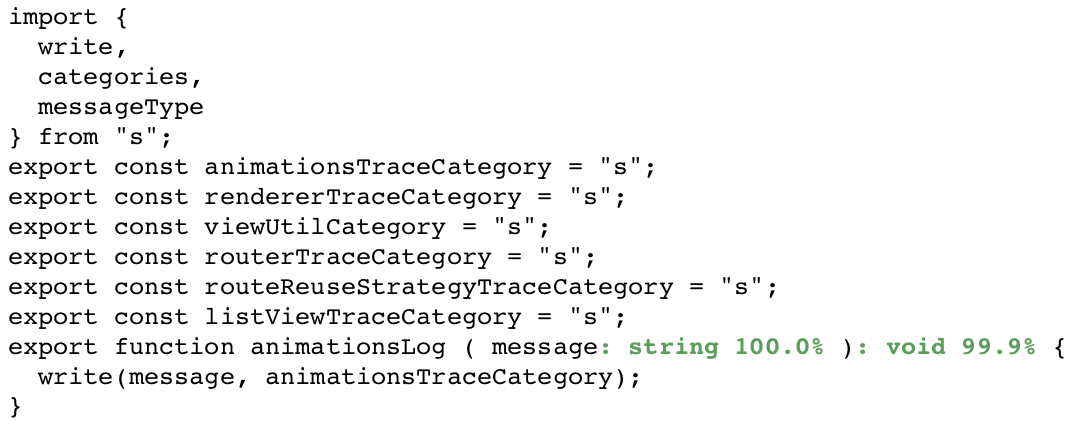 import {
  write,
  categories,
  messageType
} from "s";
export const animationsTraceCategory = "s";
export const rendererTraceCategory = "s";
export const viewUtilCategory = "s";
export const routerTraceCategory = "s";
export const routeReuseStrategyTraceCategory = "s";
export const listViewTraceCategory = "s";
export function animationsLog ( message: string 100.0% ): void 99.9% {
  write(message, animationsTraceCategory);
}